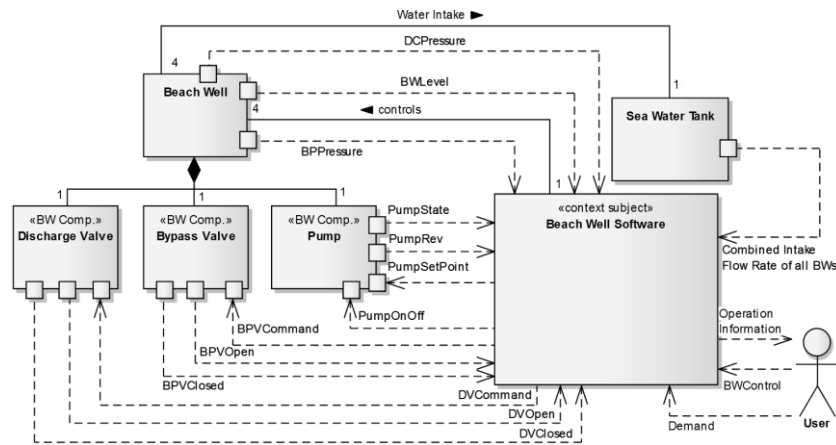 Water Intake ►
DCPressure
4
Beach Well
BWLevel
1
4
◄ controls
Sea Water Tank
BPPressure
1
1
1
1
«BW Comp.»
Discharge Valve
«BW Comp.»
Bypass Valve
«BW Comp.»
Pump
PumpState
PumpRev
PumpSetPoint
PumpOnOff
«context subject»
Beach Well Software
Combined Intake
Flow Rate of all BWs
Operation
Information
BPVCommand
BPVOpen
BPVClosed
DVCommand
DVOpen
DVClosed
BWControl
Demand
User